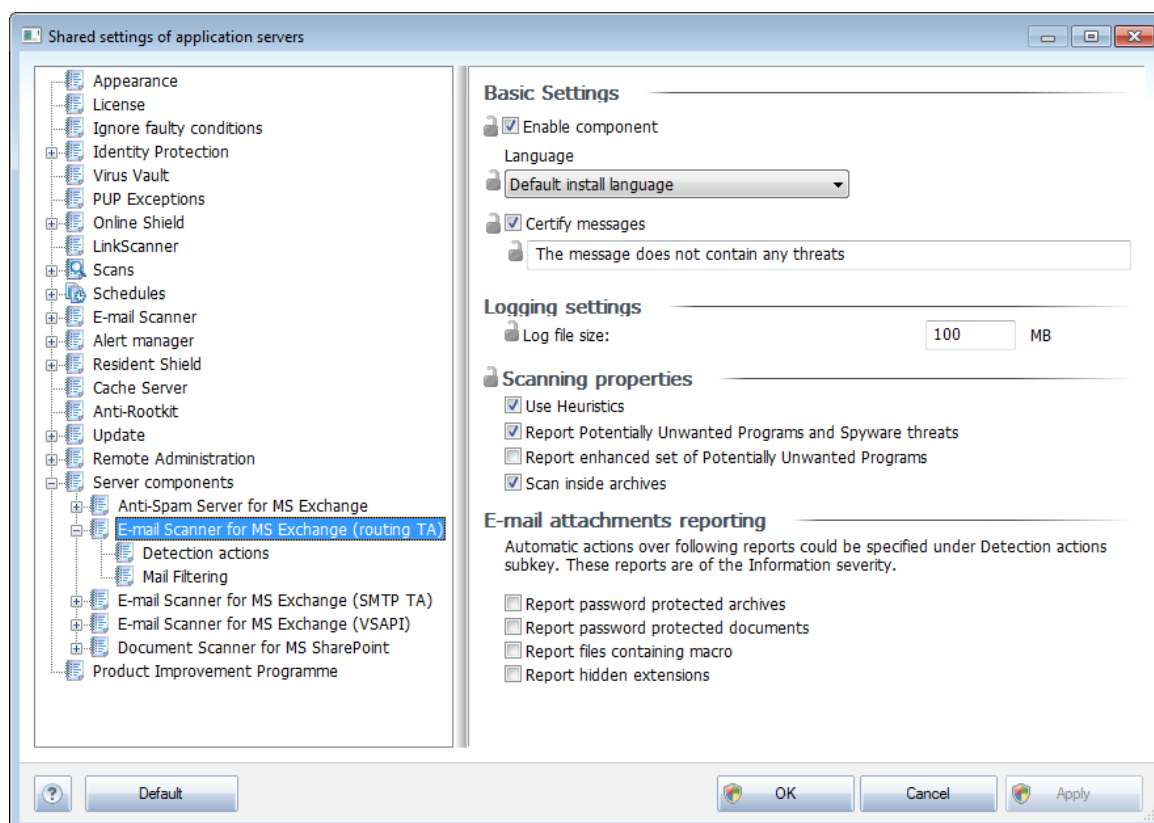 Shared settings of application servers
Appearance
License
Ignore faulty conditions
Identity Protection
Virus Vault
PUP Exceptions
Online Shield
LinkScanner
Scans
Schedules
E-mail Scanner
Alert manager
Resident Shield
Cache Server
Anti-Rootkit
Update
Remote Administration
Server components
Anti-Spam Server for MS Exchange
E-mail Scanner for MS Exchange (routing TA)
Detection actions
Mail Filtering
E-mail Scanner for MS Exchange (SMTP TA)
E-mail Scanner for MS Exchange (VSAPI)
Document Scanner for MS SharePoint
Product Improvement Programme
Basic Settings
Enable component
Language
Default install language
Certify messages
The message does not contain any threats
Logging settings
Log file size: 100 MB
Scanning properties
Use Heuristics
Report Potentially Unwanted Programs and Spyware threats
Report enhanced set of Potentially Unwanted Programs
Scan inside archives
E-mail attachments reporting
Automatic actions over following reports could be specified under Detection actions
subkey. These reports are of the Information severity.
Report password protected archives
Report password protected documents
Report files containing macro
Report hidden extensions
? Default OK Cancel Apply